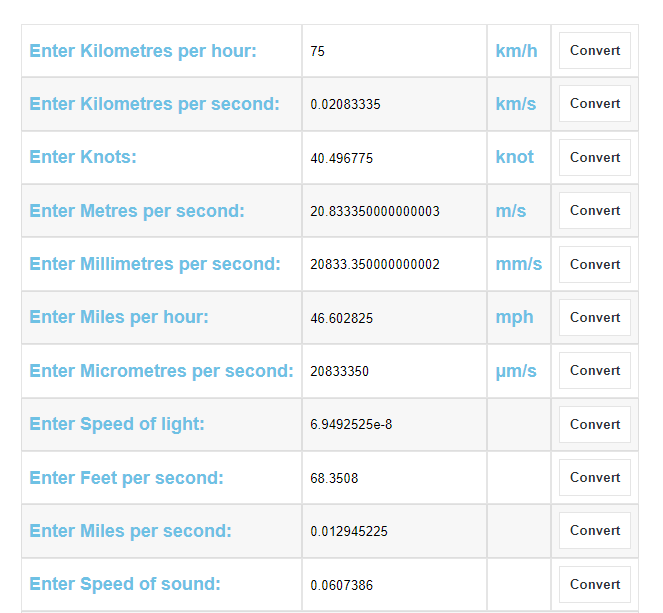 Enter Kilometres per hour: 75 km/h Convert
Enter Kilometres per second: 0.02083335 km/s Convert
Enter Knots: 40.496775 knot Convert
Enter Metres per second: 20.833350000000003 m/s Convert
Enter Millimetres per second: 20833.350000000002 mm/s Convert
Enter Miles per hour: 46.602825 mph Convert
Enter Micrometres per second: 20833350 µm/s Convert
Enter Speed of light: 6.9492525e-8 Convert
Enter Feet per second: 68.3508 Convert
Enter Miles per second: 0.012945225 Convert
Enter Speed of sound: 0.0607386 Convert